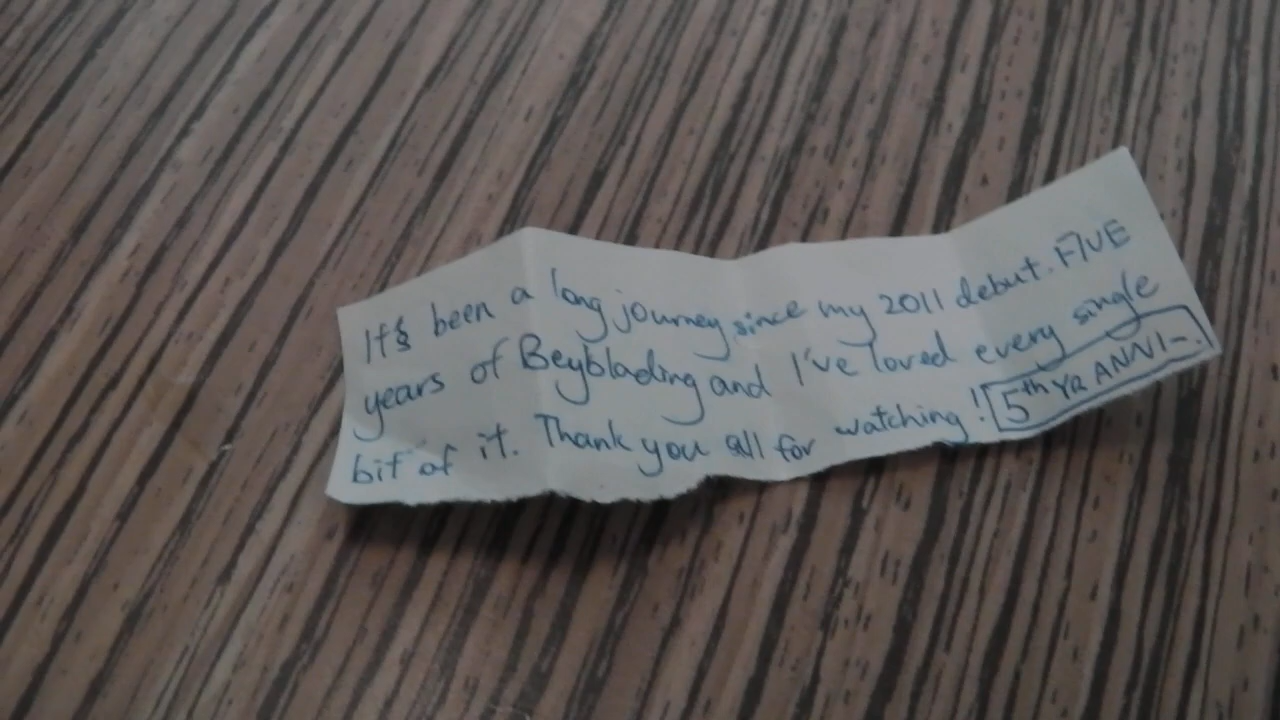 It's been a long journey since my 2011 debut. FIVE
years of Beyblading and I've loved every single
bit of it. Thank you all for watching! 5th YR ANNI-.